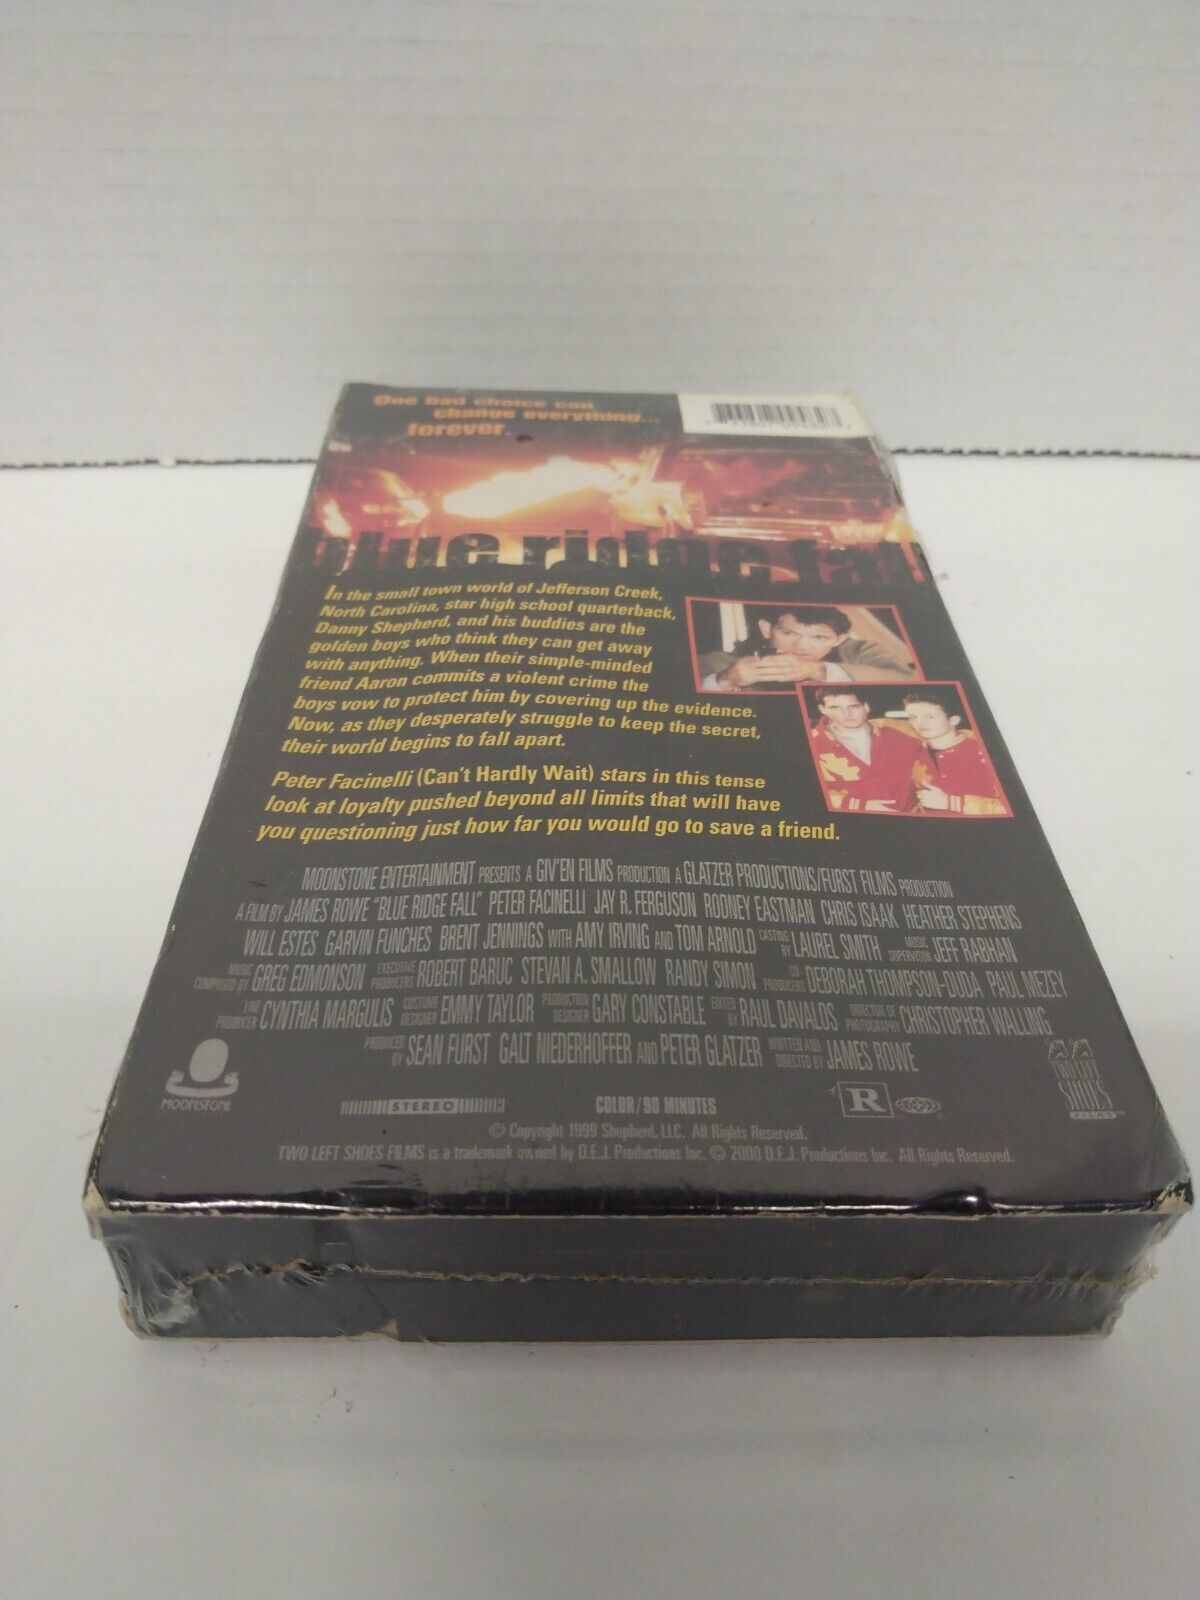 One bad choice can
change everything...
forever.
blue ridge fall
In the small town world of Jefferson Creek,
North Carolina, star high school quarterback,
Danny Shepherd, and his buddies are the
golden boys who think they can get away
with anything. When their simple-minded
friend Aaron commits a violent crime the
boys vow to protect him by covering up the evidence.
Now, as they desperately struggle to keep the secret,
their world begins to fall apart.
Peter Facinelli (Can't Hardly Wait) stars in this tense
look at loyalty pushed beyond all limits that will have
you questioning just how far you would go to save a friend.
MOONSTONE ENTERTAINMENT PRESENTS A GIV'EN FILMS PRODUCTION A GLATZER PRODUCTIONS/FURST FILMS PRODUCTION
A FILM BY JAMES ROWE "BLUE RIDGE FALL" PETER FACINELLI JAY R. FERGUSON RODNEY EASTMAN CHRIS ISAAK HEATHER STEPHENS
WILL ESTES GARVIN FUNCHES BRENT JENNINGS WITH AMY IRVING AND TOM ARNOLD CASTING BY LAUREL SMITH MUSIC SUPERVISOR JEFF RABHAN
MUSIC COMPOSED BY GREG EDMONSON EXECUTIVE PRODUCERS ROBERT BARUC STEVAN A. SMALLOW RANDY SIMON CO-PRODUCERS DEBORAH THOMPSON-DUDA PAUL MEZEY
LINE PRODUCER CYNTHIA MARGULIS COSTUME DESIGNER EMMY TAYLOR PRODUCTION DESIGNER GARY CONSTABLE EDITED BY RAUL DAVALOS DIRECTOR OF PHOTOGRAPHY CHRISTOPHER WALLING
PRODUCED BY SEAN FURST GALT NIEDERHOFFER AND PETER GLATZER WRITTEN AND DIRECTED BY JAMES ROWE
MOONSTONE
STEREO
COLOR/90 MINUTES
R
TWO LEFT SHOES FILMS™
© Copyright 1999 Shepherd, LLC. All Rights Reserved.
TWO LEFT SHOES FILMS is a trademark owned by D.E.J. Productions Inc. © 2000 D.E.J. Productions Inc. All Rights Reserved.